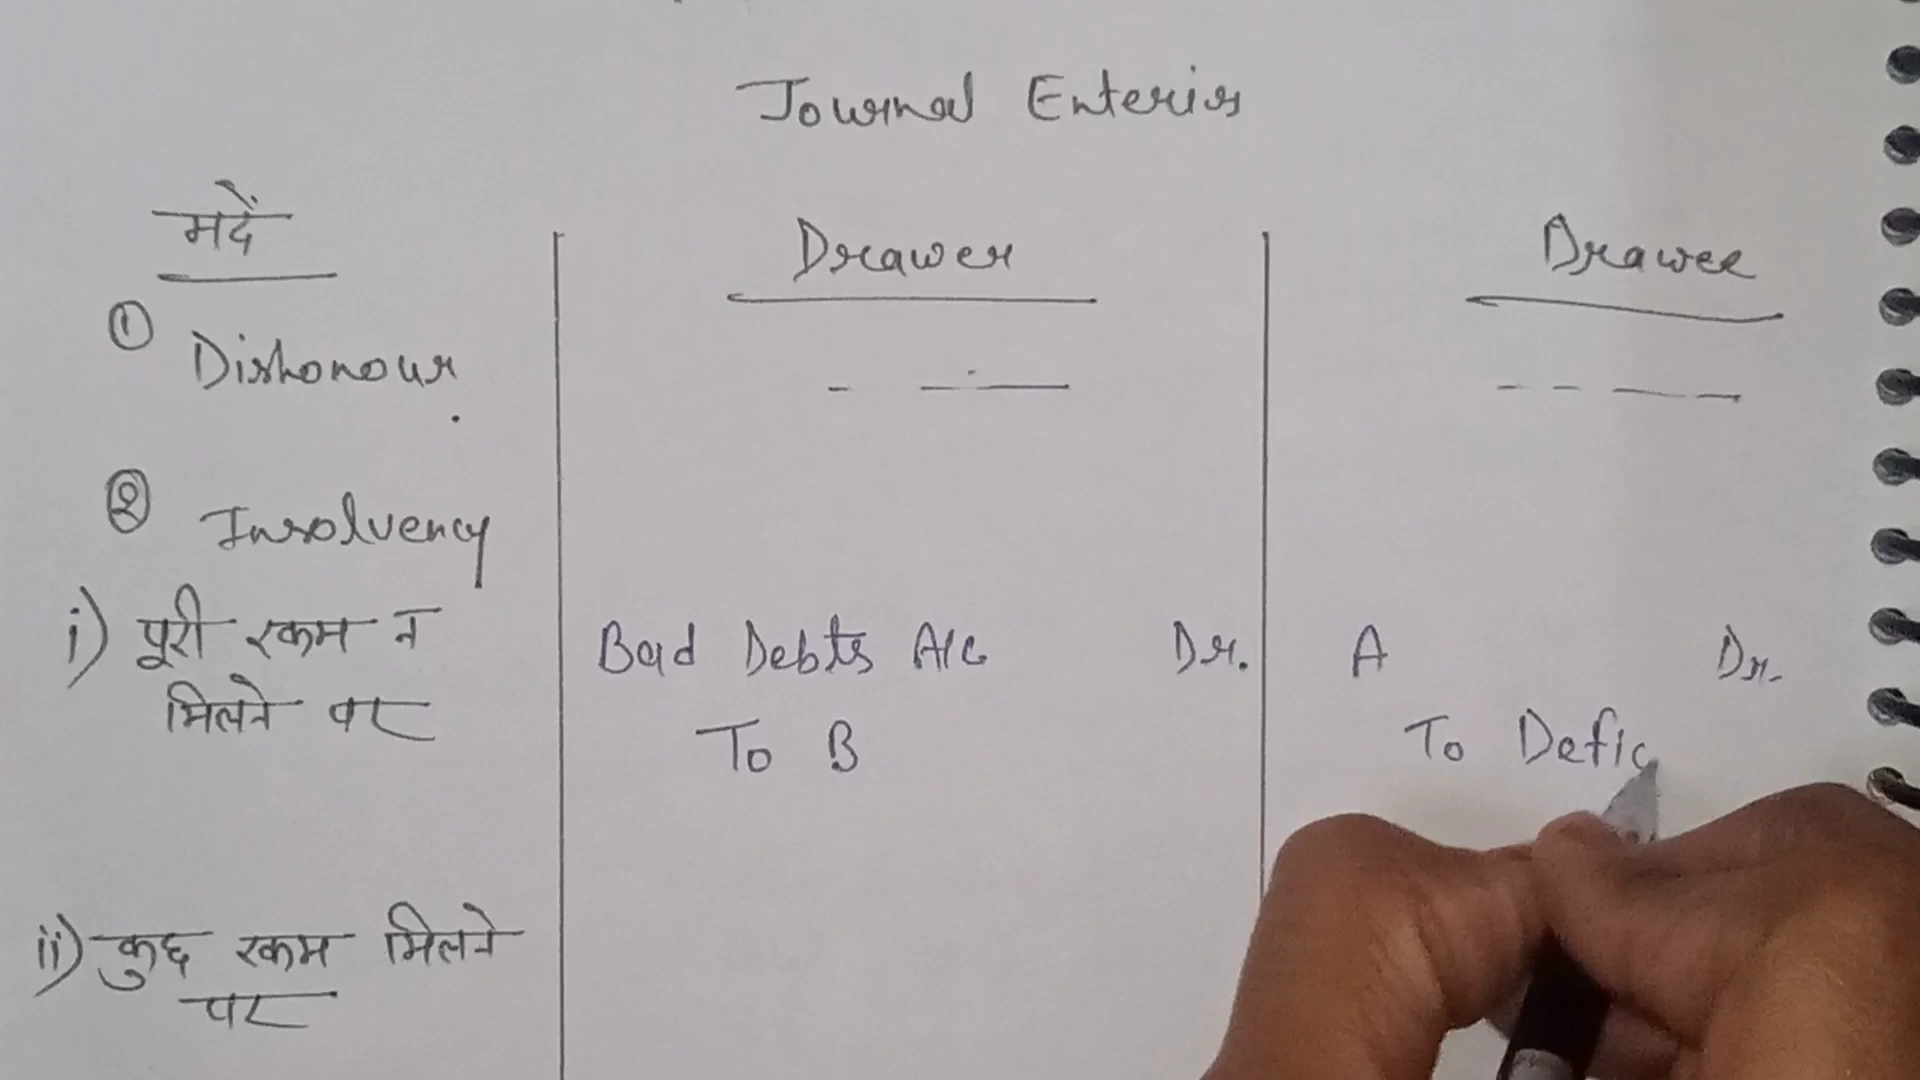 Journal Enteries
मदें Drawer Drawee
① Dishonour
② Insolvency
i) पूरी रकम न Bad Debts A/c Dr. A Dr.
मिलने पर To B To Defic
ii) कुछ रकम मिलने
पर